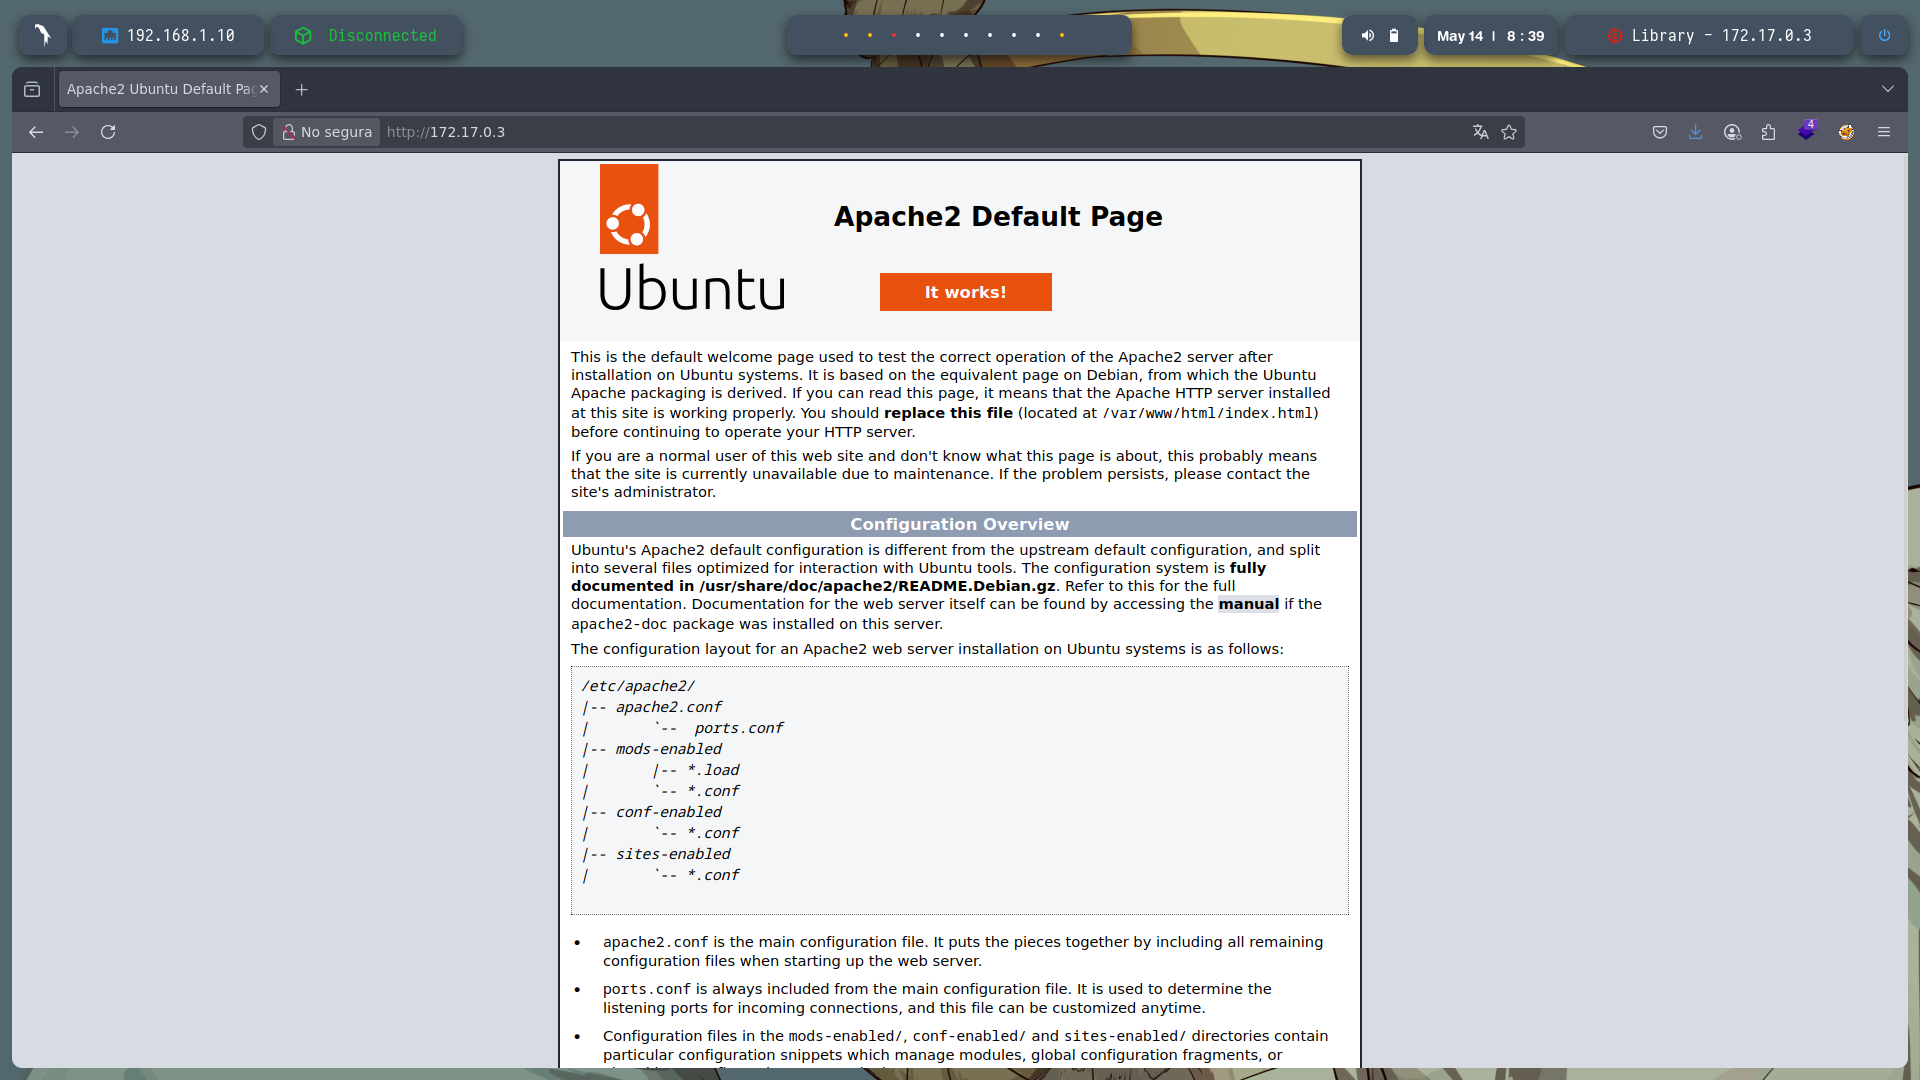 192.168.1.10
Disconnected
May 14 | 8 : 39
Library - 172.17.0.3
Apache2 Ubuntu Default Pag
No segura
http://172.17.0.3
4
Apache2 Default Page
Ubuntu
It works!
This is the default welcome page used to test the correct operation of the Apache2 server after
installation on Ubuntu systems. It is based on the equivalent page on Debian, from which the Ubuntu
Apache packaging is derived. If you can read this page, it means that the Apache HTTP server installed
at this site is working properly. You should replace this file (located at /var/www/html/index.html)
before continuing to operate your HTTP server.
If you are a normal user of this web site and don't know what this page is about, this probably means
that the site is currently unavailable due to maintenance. If the problem persists, please contact the
site's administrator.
Configuration Overview
Ubuntu's Apache2 default configuration is different from the upstream default configuration, and split
into several files optimized for interaction with Ubuntu tools. The configuration system is fully
documented in /usr/share/doc/apache2/README.Debian.gz. Refer to this for the full
documentation. Documentation for the web server itself can be found by accessing the manual if the
apache2-doc package was installed on this server.
The configuration layout for an Apache2 web server installation on Ubuntu systems is as follows:
/etc/apache2/
|-- apache2.conf
|       `--  ports.conf
|-- mods-enabled
|       |-- *.load
|       `-- *.conf
|-- conf-enabled
|       `-- *.conf
|-- sites-enabled
|       `-- *.conf
• apache2.conf is the main configuration file. It puts the pieces together by including all remaining
configuration files when starting up the web server.
• ports.conf is always included from the main configuration file. It is used to determine the
listening ports for incoming connections, and this file can be customized anytime.
• Configuration files in the mods-enabled/, conf-enabled/ and sites-enabled/ directories contain
particular configuration snippets which manage modules, global configuration fragments, or